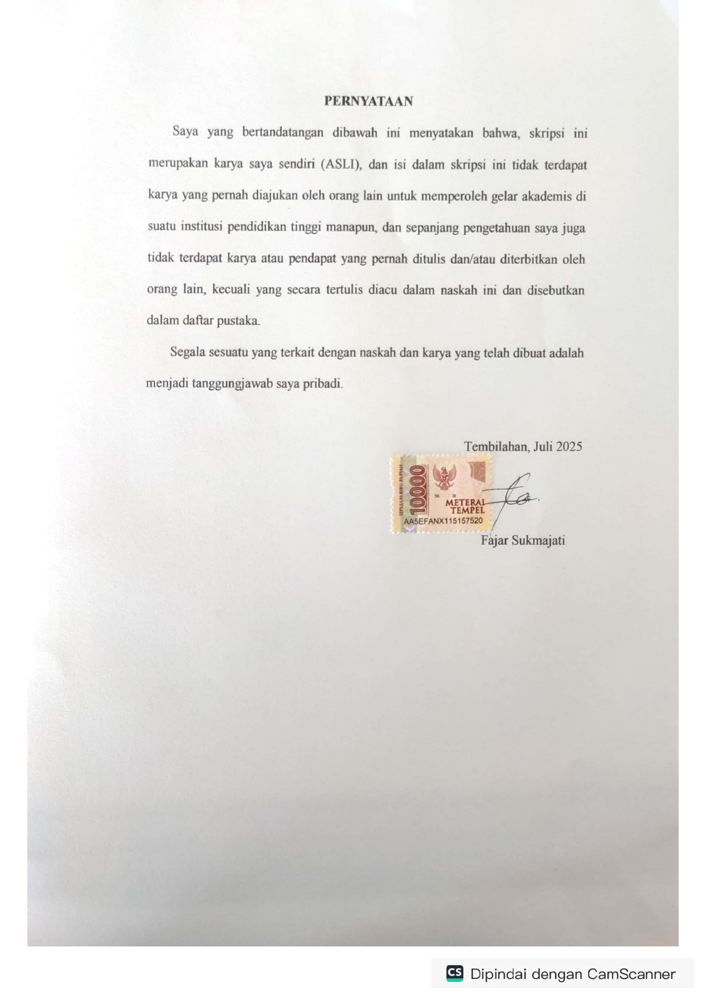 PERNYATAAN
Saya yang bertandatangan dibawah ini menyatakan bahwa, skripsi ini
merupakan karya saya sendiri (ASLI), dan isi dalam skripsi ini tidak terdapat
karya yang pernah diajukan oleh orang lain untuk memperoleh gelar akademis di
suatu institusi pendidikan tinggi manapun, dan sepanjang pengetahuan saya juga
tidak terdapat karya atau pendapat yang pernah ditulis dan/atau diterbitkan oleh
orang lain, kecuali yang secara tertulis diacu dalam naskah ini dan disebutkan
dalam daftar pustaka.
Segala sesuatu yang terkait dengan naskah dan karya yang telah dibuat adalah
menjadi tanggungjawab saya pribadi.
Tembilahan, Juli 2025
SEPULUH RIBU RUPIAH
10000
TGL. 20
METERAI
TEMPEL
AA5EFANX115157520
Fajar Sukmajati
CS Dipindai dengan CamScanner